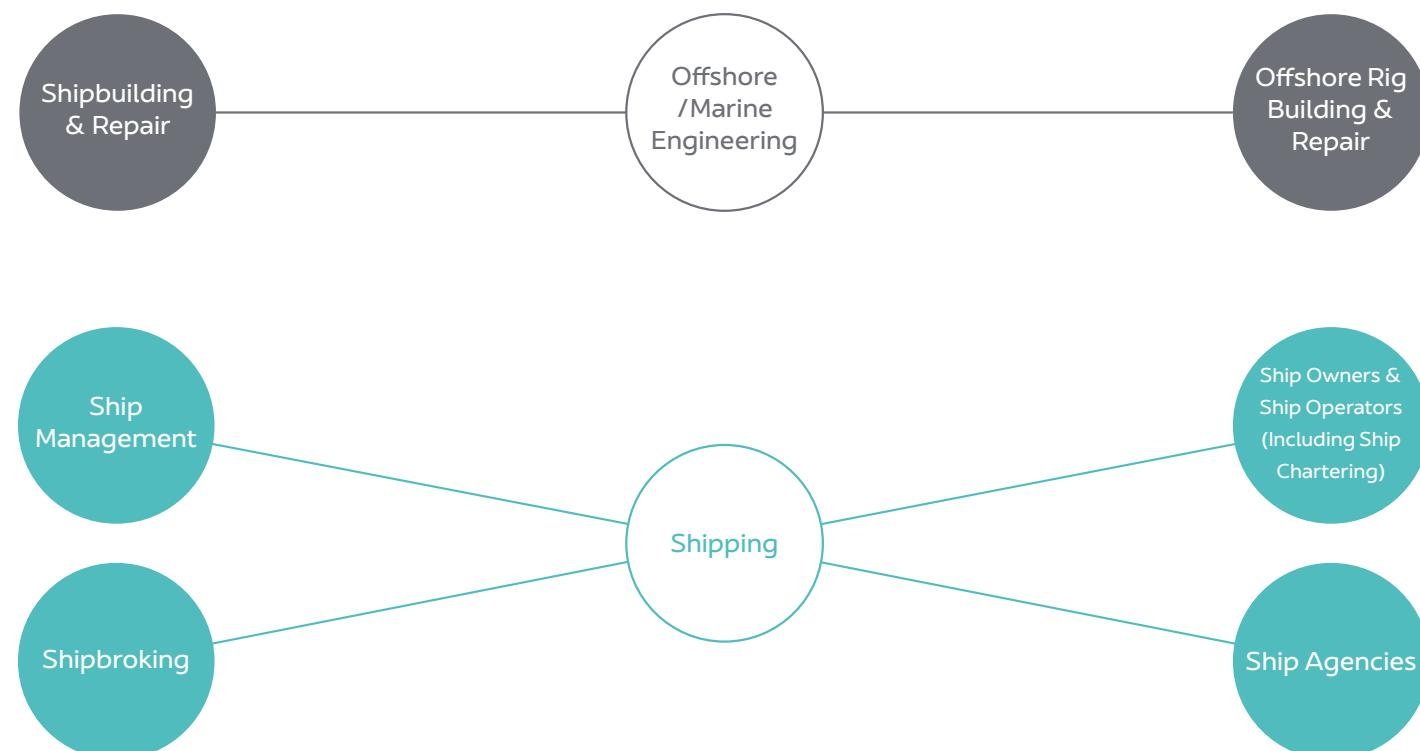 Shipbuilding
& Repair
Offshore
/Marine
Engineering
Offshore Rig
Building &
Repair
Ship
Management
Ship Owners &
Ship Operators
(Including Ship
Chartering)
Shipping
Shipbroking
Ship Agencies